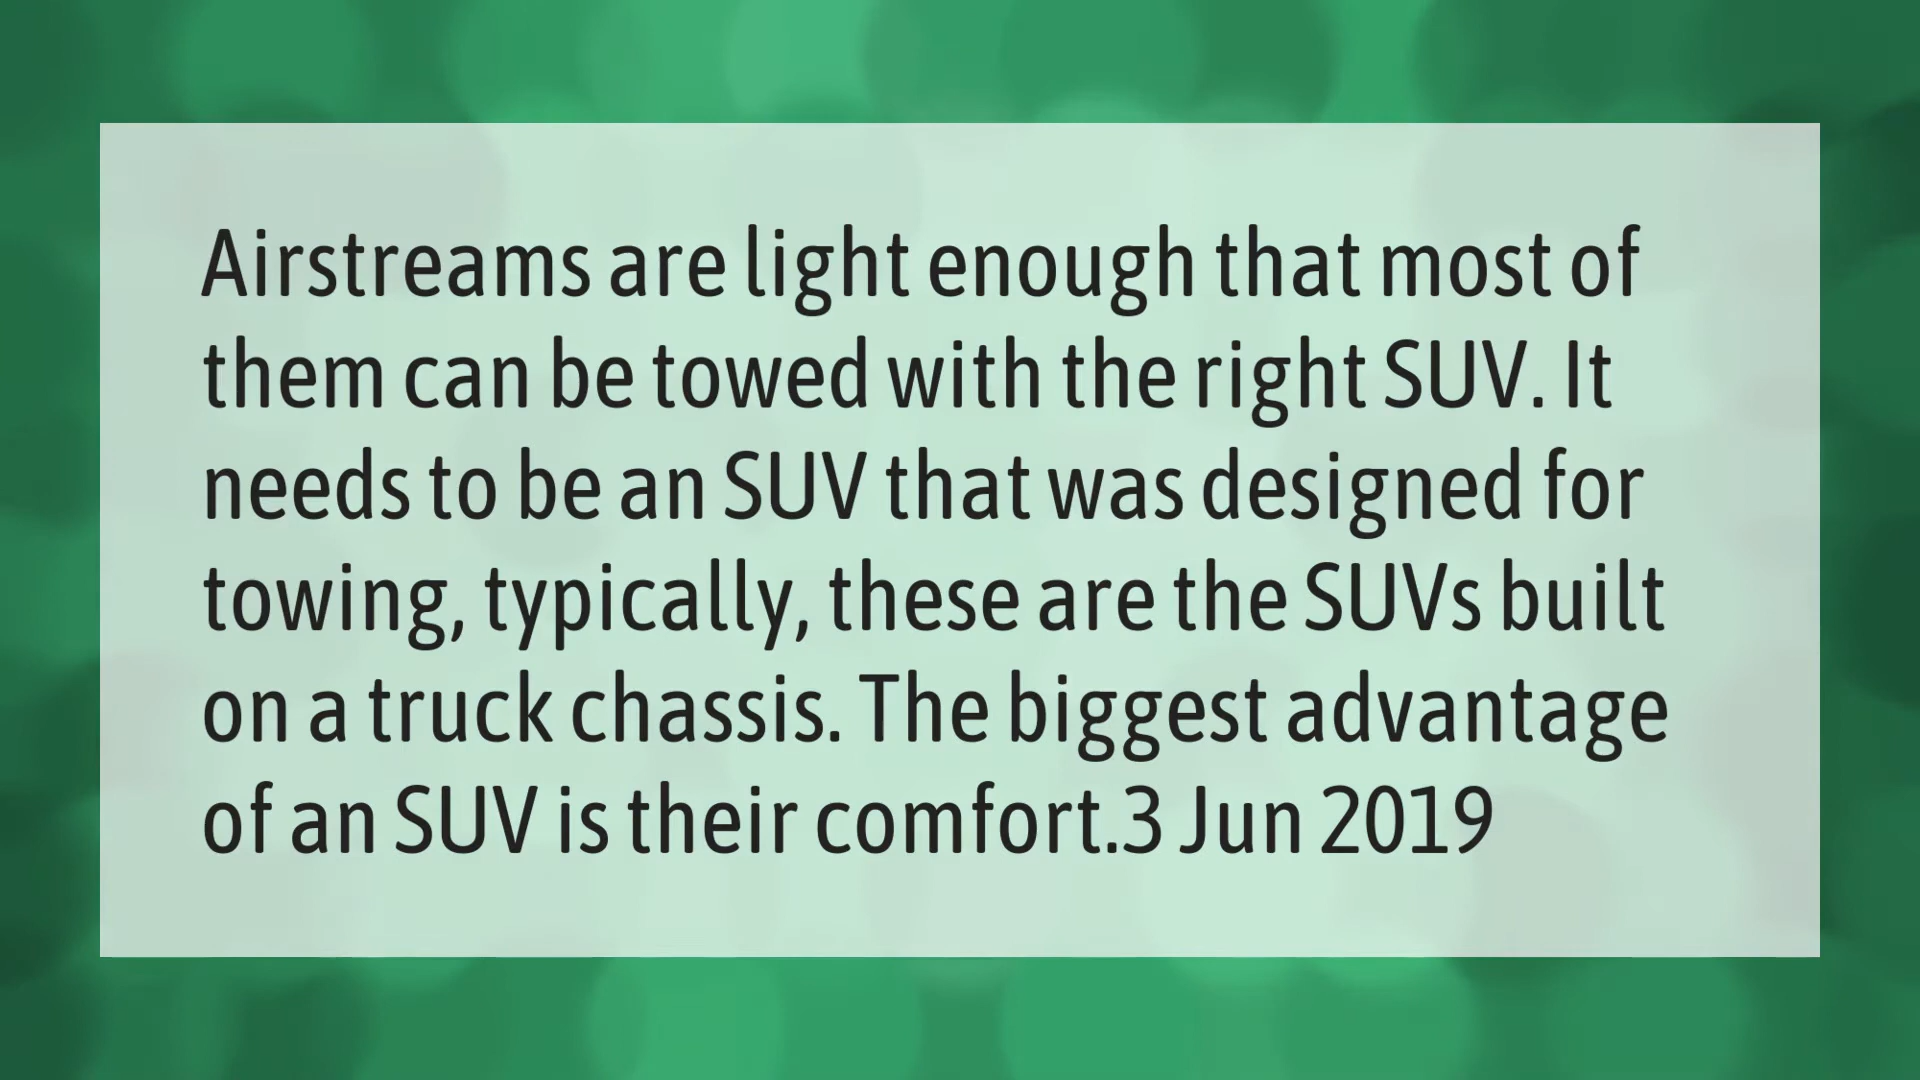 Airstreams are light enough that most of
them can be towed with the right SUV. It
needs to be an SUV that was designed for
towing, typically, these are the SUVs built
on a truck chassis. The biggest advantage
of an SUV is their comfort.3 Jun 2019